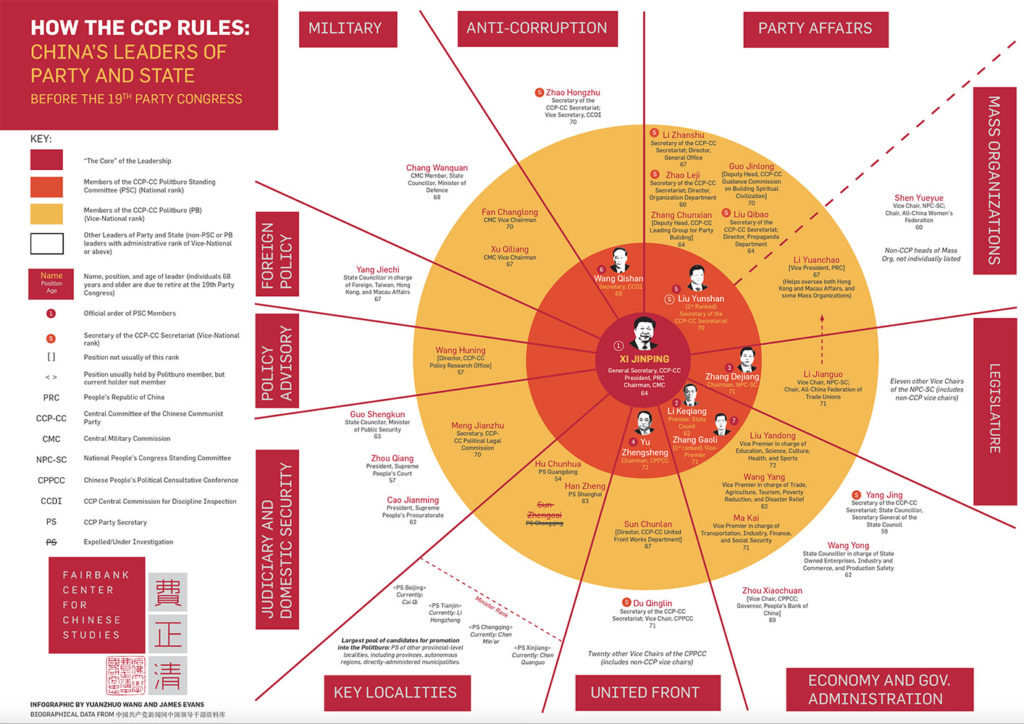 HOW THE CCP RULES:
CHINA'S LEADERS OF
PARTY AND STATE
BEFORE THE 19TH PARTY CONGRESS
KEY:
"The Core" of the Leadership
Members of the CCP-CC Politburo Standing
Committee (PSC) (National rank)
Members of the CCP-CC Politburo (PB)
(Vice-National rank)
Other Leaders of Party and State (non-PSC or PB
leaders with administrative rank of Vice-National
or above)
Name
Position
Age
Name, position, and age of leader (individuals 68
years and older are due to retire at the 19th Party
Congress)
1
Official order of PSC Members
S
Secretary of the CCP-CC Secretariat (Vice-National
rank)
[ ]
Position not usually of this rank
< >
Position usually held by Politburo member, but
current holder not member
PRC
People's Republic of China
CCP-CC
Central Committee of the Chinese Communist
Party
CMC
Central Military Commission
NPC-SC
National People's Congress Standing Committee
CPPCC
Chinese People's Political Consultative Conference
CCDI
CCP Central Commission for Discipline Inspection
PS
CCP Party Secretary
PS
Expelled/Under Investigation
FAIRBANK
CENTER
FOR
CHINESE
STUDIES
費
正
清
INFOGRAPHIC BY YUANZHUO WANG AND JAMES EVANS
BIOGRAPHICAL DATA FROM 中国共产党新闻网中国领导干部资料库
MILITARY
Chang Wanquan
CMC Member, State
Councillor, Minister of
Defence
68
Fan Changlong
CMC Vice Chairman
70
Xu Qiliang
CMC Vice Chairman
67
ANTI-CORRUPTION
S Zhao Hongzhu
Secretary of the
CCP-CC Secretariat;
Vice Secretary, CCDI
70
6
Wang Qishan
Secretary, CCDI
69
PARTY AFFAIRS
S Li Zhanshu
Secretary of the CCP-CC
Secretariat; Director,
General Office
67
S Zhao Leji
Secretary of the CCP-CC
Secretariat; Director,
Organization Department
60
Zhang Chunxian
[Deputy Head, CCP-CC
Leading Group for Party
Building]
64
Guo Jinlong
[Deputy Head, CCP-CC
Guidance Commission
on Building Spiritual
Civilization]
70
S Liu Qibao
Secretary of the CCP-CC
Secretariat; Director,
Propaganda
Department
64
5
S Liu Yunshan
(1st Ranked)
Secretary of the
CCP-CC Secretariat
70
MASS ORGANIZATIONS
Shen Yueyue
Vice Chair, NPC-SC;
Chair, All-China Women's
Federation
60
Non-CCP heads of Mass
Org. not individually listed
Li Yuanchao
[Vice President, PRC]
67
(Helps oversee both Hong
Kong and Macau Affairs, and
some Mass Organizations)
Li Jianguo
Vice Chair, NPC-SC;
Chair, All-China Federation of
Trade Unions
71
LEGISLATURE
Eleven other Vice Chairs
of the NPC-SC (includes
non-CCP vice chairs)
3
Zhang Dejiang
Chairman, NPC-SC
71
1
XI JINPING
General Secretary, CCP-CC
President, PRC
Chairman, CMC
64
FOREIGN
POLICY
Yang Jiechi
State Councillor in charge
of Foreign, Taiwan, Hong
Kong, and Macau Affairs
67
POLICY
ADVISORY
Wang Huning
[Director, CCP-CC
Policy Research Office]
57
JUDICIARY AND
DOMESTIC SECURITY
Guo Shengkun
State Councilor, Minister
of Public Security
63
Zhou Qiang
President, Supreme
People's Court
57
Cao Jianming
President, Supreme
People's Procuratorate
62
Meng Jianzhu
Secretary, CCP-
CC Political Legal
Commission
70
KEY LOCALITIES
Hu Chunhua
PS Guangdong
54
Han Zheng
PS Shanghai
63
Sun
Zhengcai
PS Chongqing
<PS Beijing>
Currently:
Cai Qi
<PS Tianjin>
Currently: Li
Hongzheng
<PS Chongqing>
Currently: Chen
Min'er
<PS Xinjiang>
Currently: Chen
Quanguo
Minister Rank
Largest pool of candidates for promotion
into the Politburo: PS of other provincial-level
localities, including provinces, autonomous
regions, directly-administered municipalities.
UNITED FRONT
4
Yu
Zhengsheng
Chairman, CPPCC
72
Sun Chunlan
[Director, CCP-CC United
Front Works Department]
67
S Du Qinglin
Secretary of the CCP-CC
Secretariat; Vice Chair, CPPCC
71
Twenty other Vice Chairs of the CPPCC
(includes non-CCP vice chairs)
ECONOMY AND GOV.
ADMINISTRATION
2
Li Keqiang
Premier, State
Council
62
7
Zhang Gaoli
(1st ranked) Vice-
Premier
71
Liu Yandong
Vice Premier in charge of
Education, Science, Culture,
Health, and Sports
72
Wang Yang
Vice Premier in charge of Trade,
Agriculture, Tourism, Poverty
Reduction, and Disaster Relief
62
Ma Kai
Vice Premier in charge of
Transportation, Industry, Finance,
and Social Security
71
S Yang Jing
Secretary of the CCP-CC
Secretariat; State Councillor,
Secretary General of the
State Council
59
Wang Yong
State Councillor in charge of State
Owned Enterprises, Industry and
Commerce, and Production Safety
62
Zhou Xiaochuan
[Vice Chair, CPPCC;
Governor, People's Bank of
China]
69